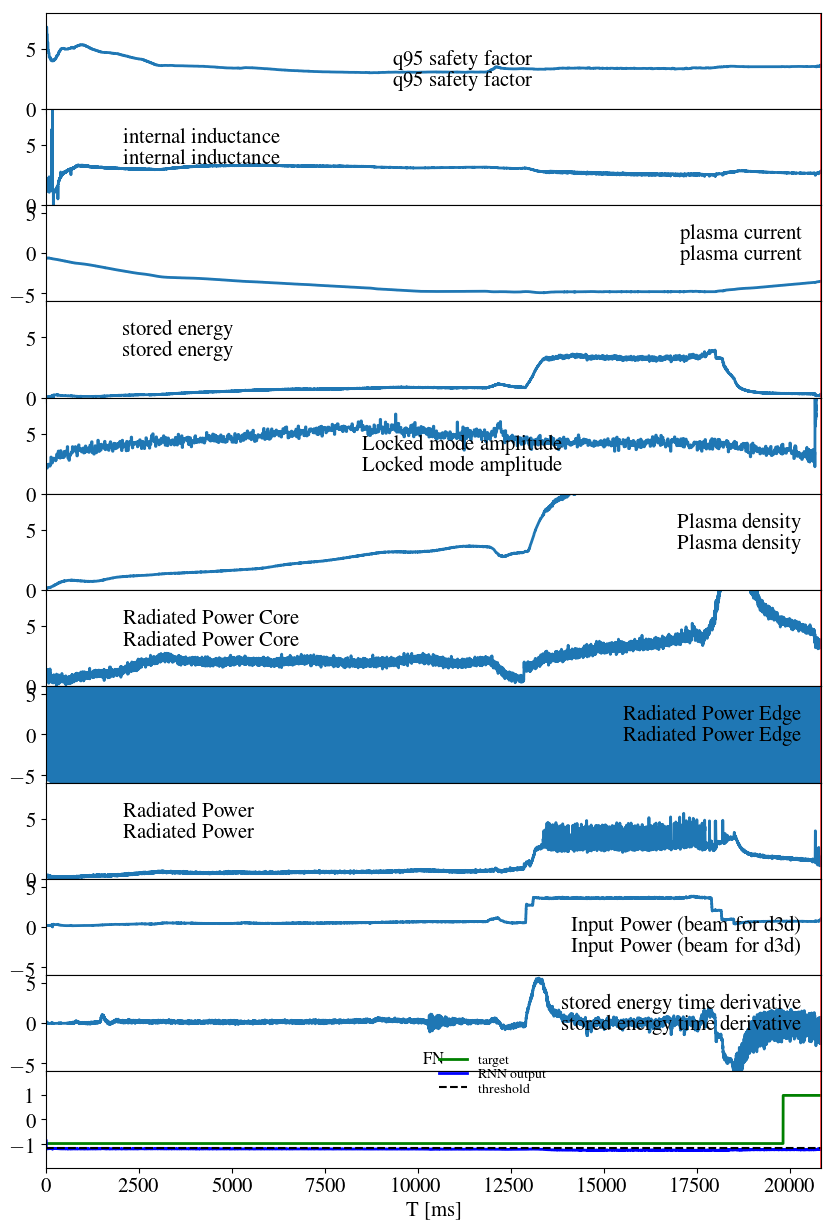 5
q95 safety factor
q95 safety factor
0
internal inductance
5
internal inductance
0
5
plasma current
0
plasma current
−5
stored energy
5
stored energy
0
5
Locked mode amplitude
Locked mode amplitude
0
Plasma density
5
Plasma density
0
Radiated Power Core
5
Radiated Power Core
0
5
Radiated Power Edge
0
Radiated Power Edge
−5
Radiated Power
5
Radiated Power
0
5
Input Power (beam for d3d)
0
Input Power (beam for d3d)
−5
5
stored energy time derivative
0
stored energy time derivative
−5
FN
target
RNN output
threshold
1
0
−1
0 2500 5000 7500 10000 12500 15000 17500 20000
T [ms]